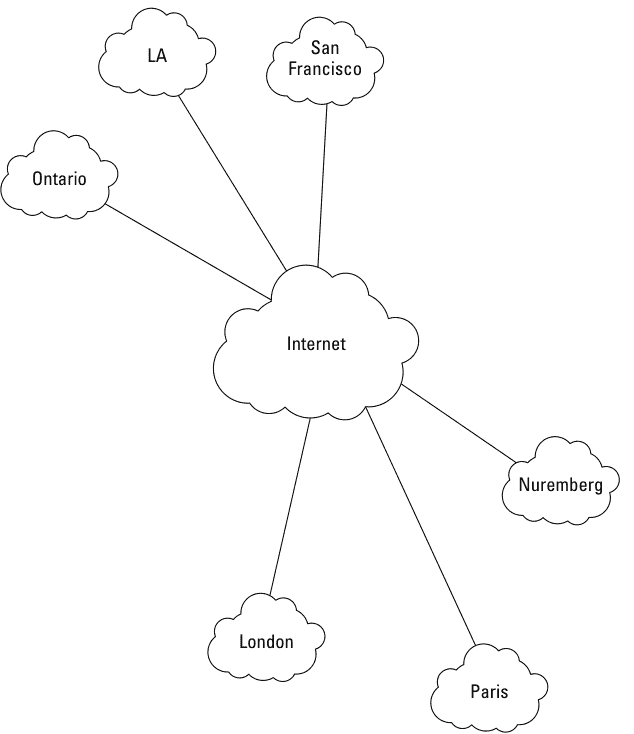 LA
San
Francisco
Ontario
Internet
Nuremberg
London
Paris